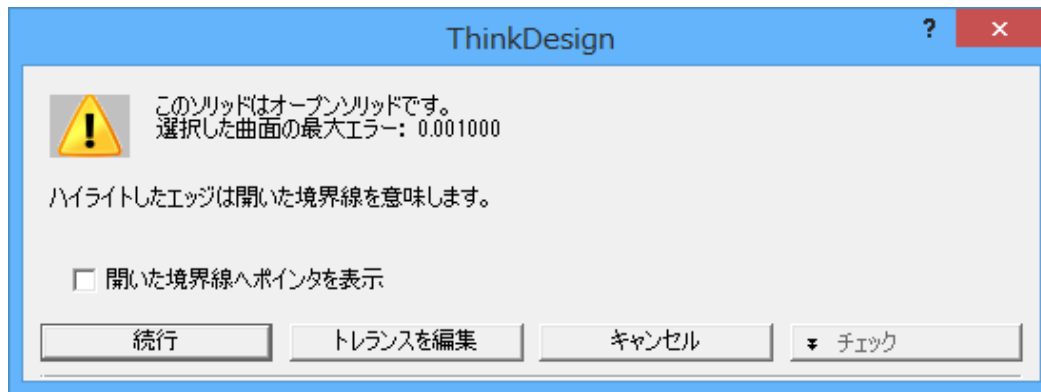 ThinkDesign
?
このソリッドはオープンソリッドです。
選択した曲面の最大エラー: 0.001000
ハイライトしたエッジは開いた境界線を意味します。
開いた境界線へポインタを表示
続行
トレランスを編集
キャンセル
チェック